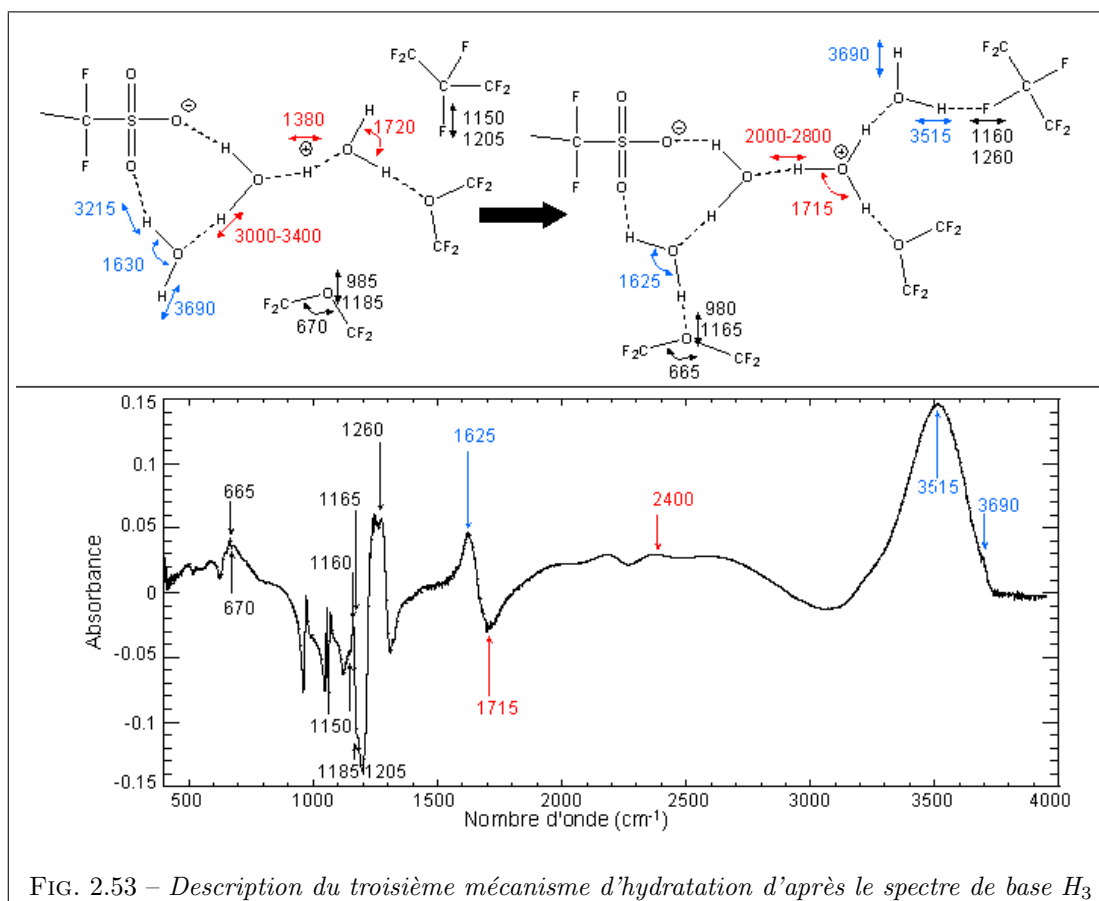 F₂C
F
C
CF₂
F
1150
1205
F
O
C
S
O
⊖
F
O
H
O
H
1380
⊕
H
H
O
1720
H
O
CF₂
CF₂
3215
H
O
1630
H
3690
3000-3400
985
1185
O
F₂C
670
CF₂
3690
H
O
H
3515
F₂C
F
F
C
CF₂
CF₂
1160
1260
F
O
C
S
O
⊖
F
O
H
O
H
2000-2800
H
⊕
O
H
H
1715
O
CF₂
CF₂
H
O
1625
H
980
1165
O
F₂C
CF₂
665
Absorbance
0.15
0.1
0.05
0
-0.05
-0.1
-0.15
665
670
1260
1165
1160
1150
1185
1205
1625
1715
2400
3515
3690
500
1000
1500
2000
2500
3000
3500
4000
Nombre d'onde (cm⁻¹)
FIG. 2.53 – Description du troisième mécanisme d'hydratation d'après le spectre de base H₃